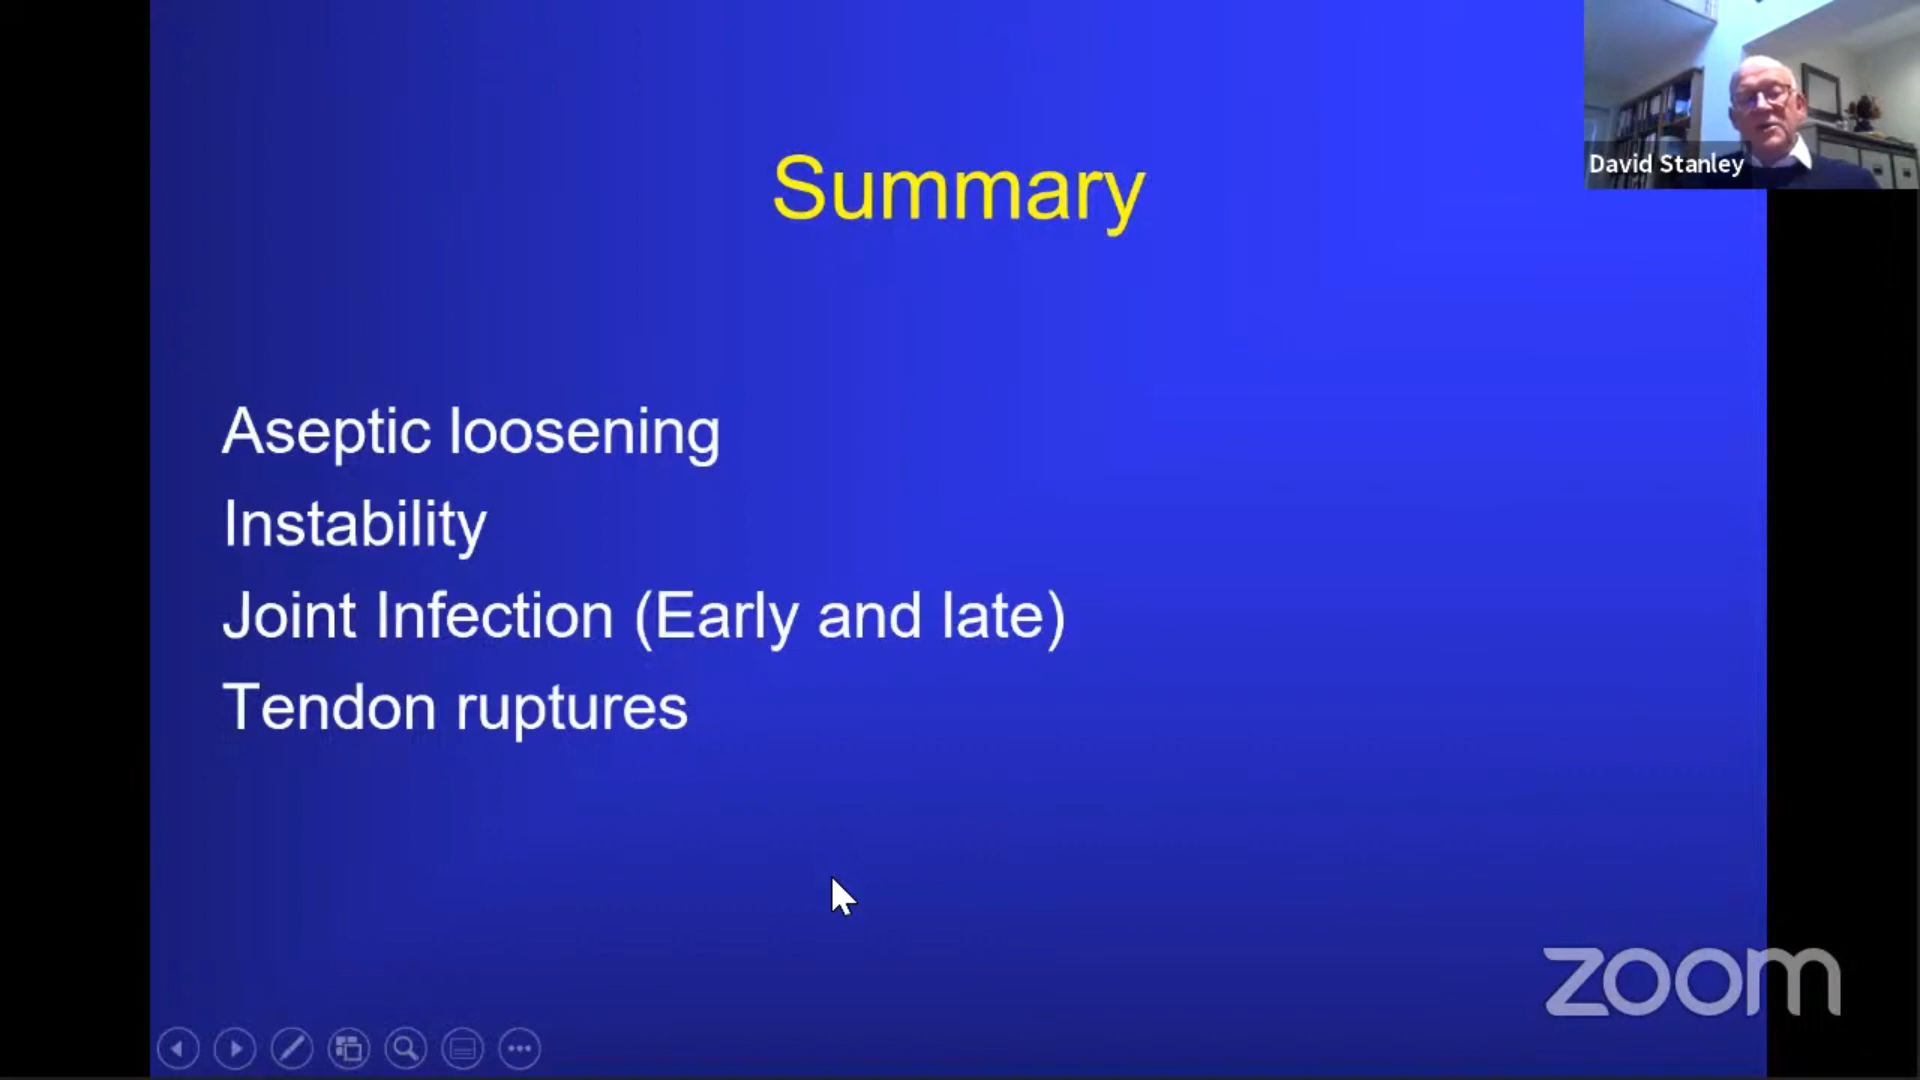 Summary
David Stanley
Aseptic loosening
Instability
Joint Infection (Early and late)
Tendon ruptures
zoom